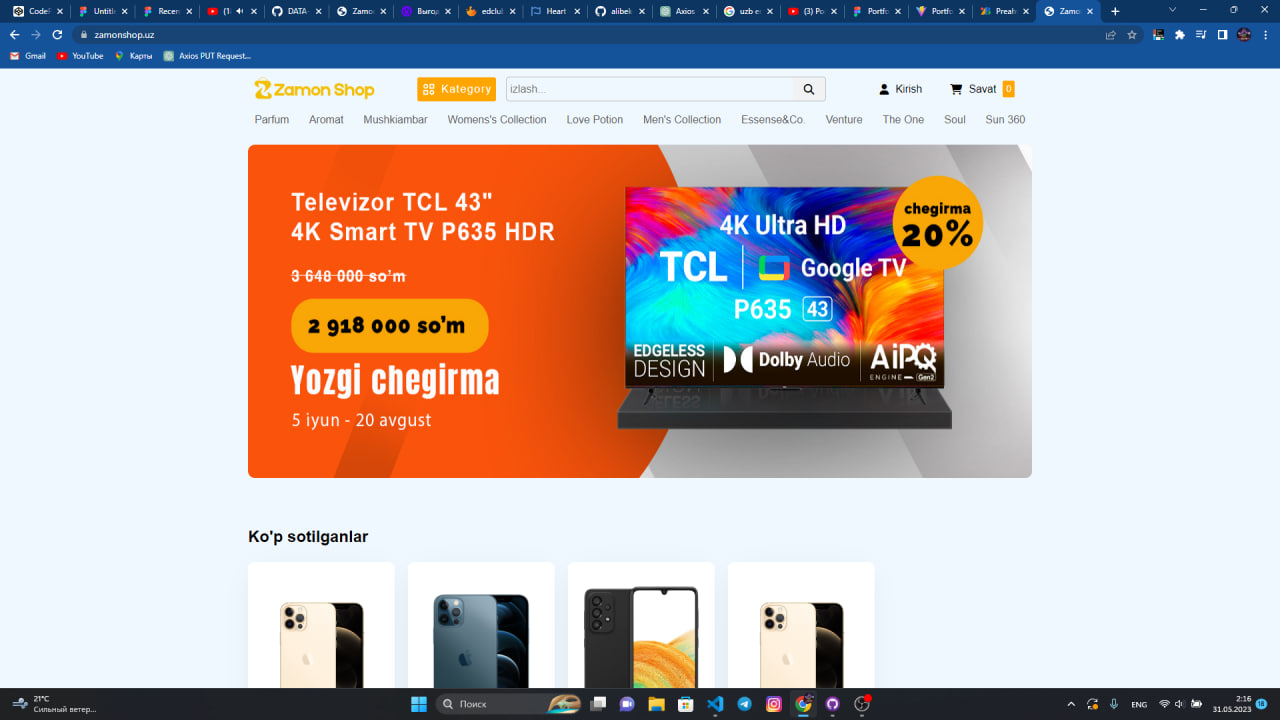 CodeP
Untitle
Recen
(1
DATA-
Zamon
Вычор
eddul
Heart
alibek
Axios
uzb e
(3) Po
Portfo
Portfo
Preah
Zamo
zamonshop.uz
Gmail
YouTube
Карты
Axios PUT Request...
Zamon Shop
Kategory
izlash...
Kirish
Savat
0
Parfum Aromat Mushkiambar Womens's Collection Love Potion Men's Collection Essense&Co. Venture The One Soul Sun 360
Televizor TCL 43"
4K Smart TV P635 HDR
3 648 000 so'm
2 918 000 so'm
Yozgi chegirma
5 iyun - 20 avgust
chegirma
20%
4K Ultra HD
TCL Google TV
P635 43
EDGELESS
DESIGN
Dolby Audio
AiPQ
ENGINE Gen2
Ko'p sotilganlar
21°C
Сильный ветер...
Поиск
ENG
2:16
31.05.2023
18